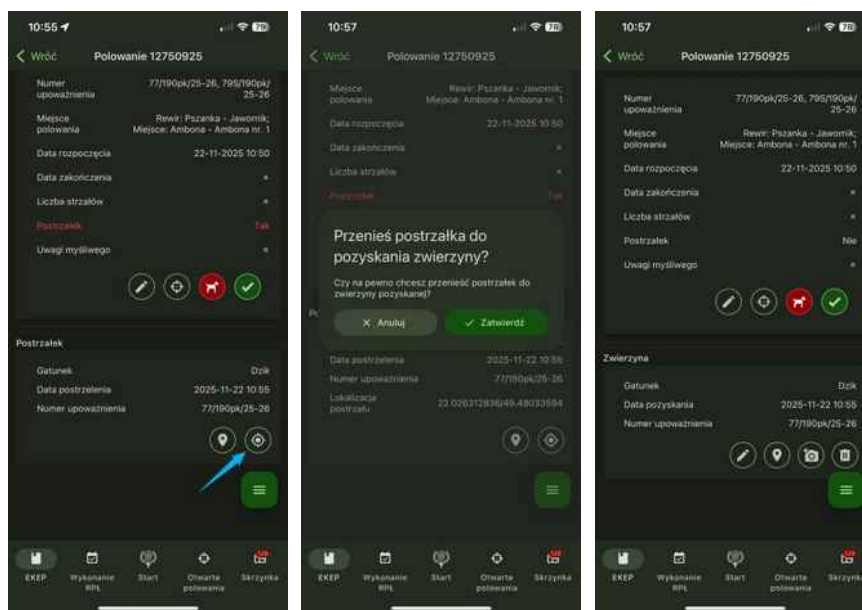 10:55
79
Wróć
Polowanie 12750925
Numer upoważnienia
77/190pk/25-26, 795/190pk/
25-26
Miejsce polowania
Rewir: Pszanka - Jawornik;
Miejsce: Ambona - Ambona nr. 1
Data rozpoczęcia
22-11-2025 10:50
Data zakończenia
Liczba strzałów
Postrzałek
Tak
Uwagi myśliwego
Postrzałek
Gatunek
Dzik
Data postrzelenia
2025-11-22 10:55
Numer upoważnienia
77/190pk/25-26
EKEP
Wykonanie RPŁ
Start
Otwarte polowania
Skrzynka
10:57
78
Wróć
Polowanie 12750925
Miejsce polowania
Rewir: Pszanka - Jawornik;
Miejsce: Ambona - Ambona nr. 1
Data rozpoczęcia
22-11-2025 10:50
Data zakończenia
Liczba strzałów
Postrzałek
Tak
Przenieś postrzałka do
pozyskania zwierzyny?
Czy na pewno chcesz przenieść postrzałek do
zwierzyny pozyskanej?
Anuluj
Zatwierdź
Data postrzelenia
2025-11-22 10:55
Numer upoważnienia
77/190pk/25-26
Lokalizacja postrzału
EKEP
Wykonanie RPŁ
Start
Otwarte polowania
Skrzynka
10:57
78
Wróć
Polowanie 12750925
Numer upoważnienia
77/190pk/25-26, 795/190pk/
25-26
Miejsce polowania
Rewir: Pszanka - Jawornik;
Miejsce: Ambona - Ambona nr. 1
Data rozpoczęcia
22-11-2025 10:50
Data zakończenia
Liczba strzałów
Postrzałek
Nie
Uwagi myśliwego
Zwierzyna
Gatunek
Dzik
Data pozyskania
2025-11-22 10:55
Numer upoważnienia
77/190pk/25-26
EKEP
Wykonanie RPŁ
Start
Otwarte polowania
Skrzynka